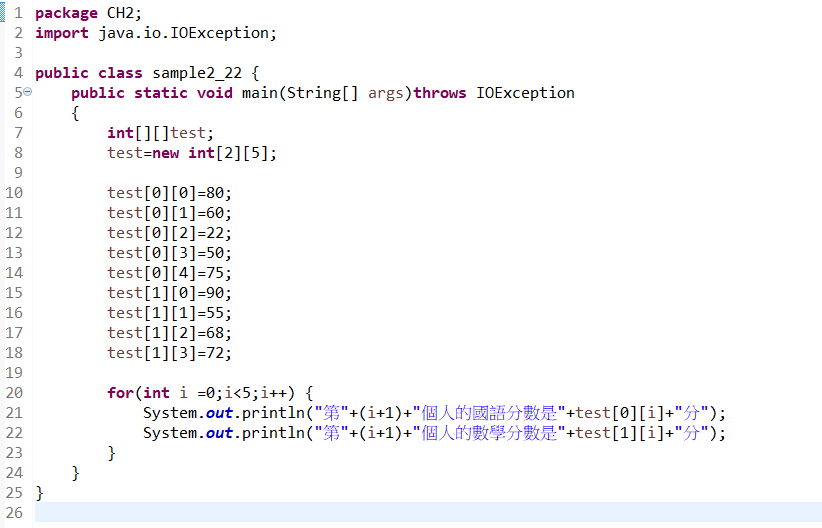 1 package CH2;
2 import java.io.IOException;
3
4 public class sample2_22 {
5 public static void main(String[] args)throws IOException
6 {
7 int[][]test;
8 test=new int[2][5];
9
10 test[0][0]=80;
11 test[0][1]=60;
12 test[0][2]=22;
13 test[0][3]=50;
14 test[0][4]=75;
15 test[1][0]=90;
16 test[1][1]=55;
17 test[1][2]=68;
18 test[1][3]=72;
19
20 for(int i =0;i<5;i++) {
21 System.out.println("第"+(i+1)+"個人的國語分數是"+test[0][i]+"分");
22 System.out.println("第"+(i+1)+"個人的數學分數是"+test[1][i]+"分");
23 }
24 }
25 }
26